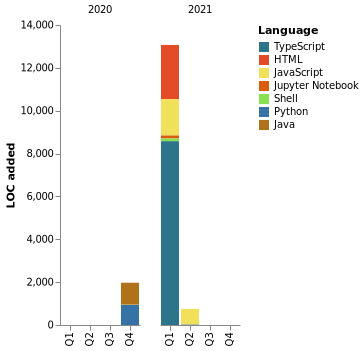 2020
2021
14,000
12,000
10,000
8,000
6,000
4,000
2,000
0
LOC added
Q1
Q2
Q3
Q4
Q1
Q2
Q3
Q4
Language
TypeScript
HTML
JavaScript
Jupyter Notebook
Shell
Python
Java